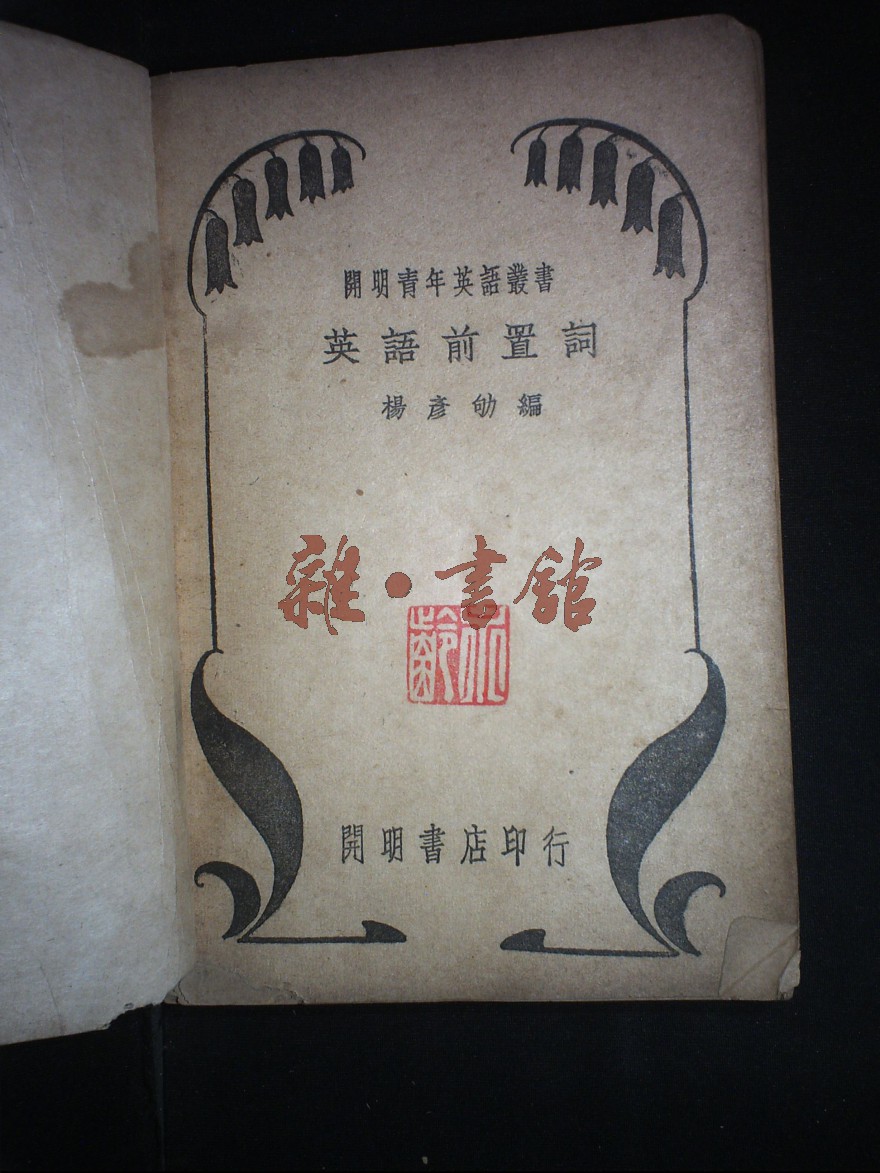 開明青年英語叢書
英語前置詞
楊彥劬編
雜·書館
開明書店印行